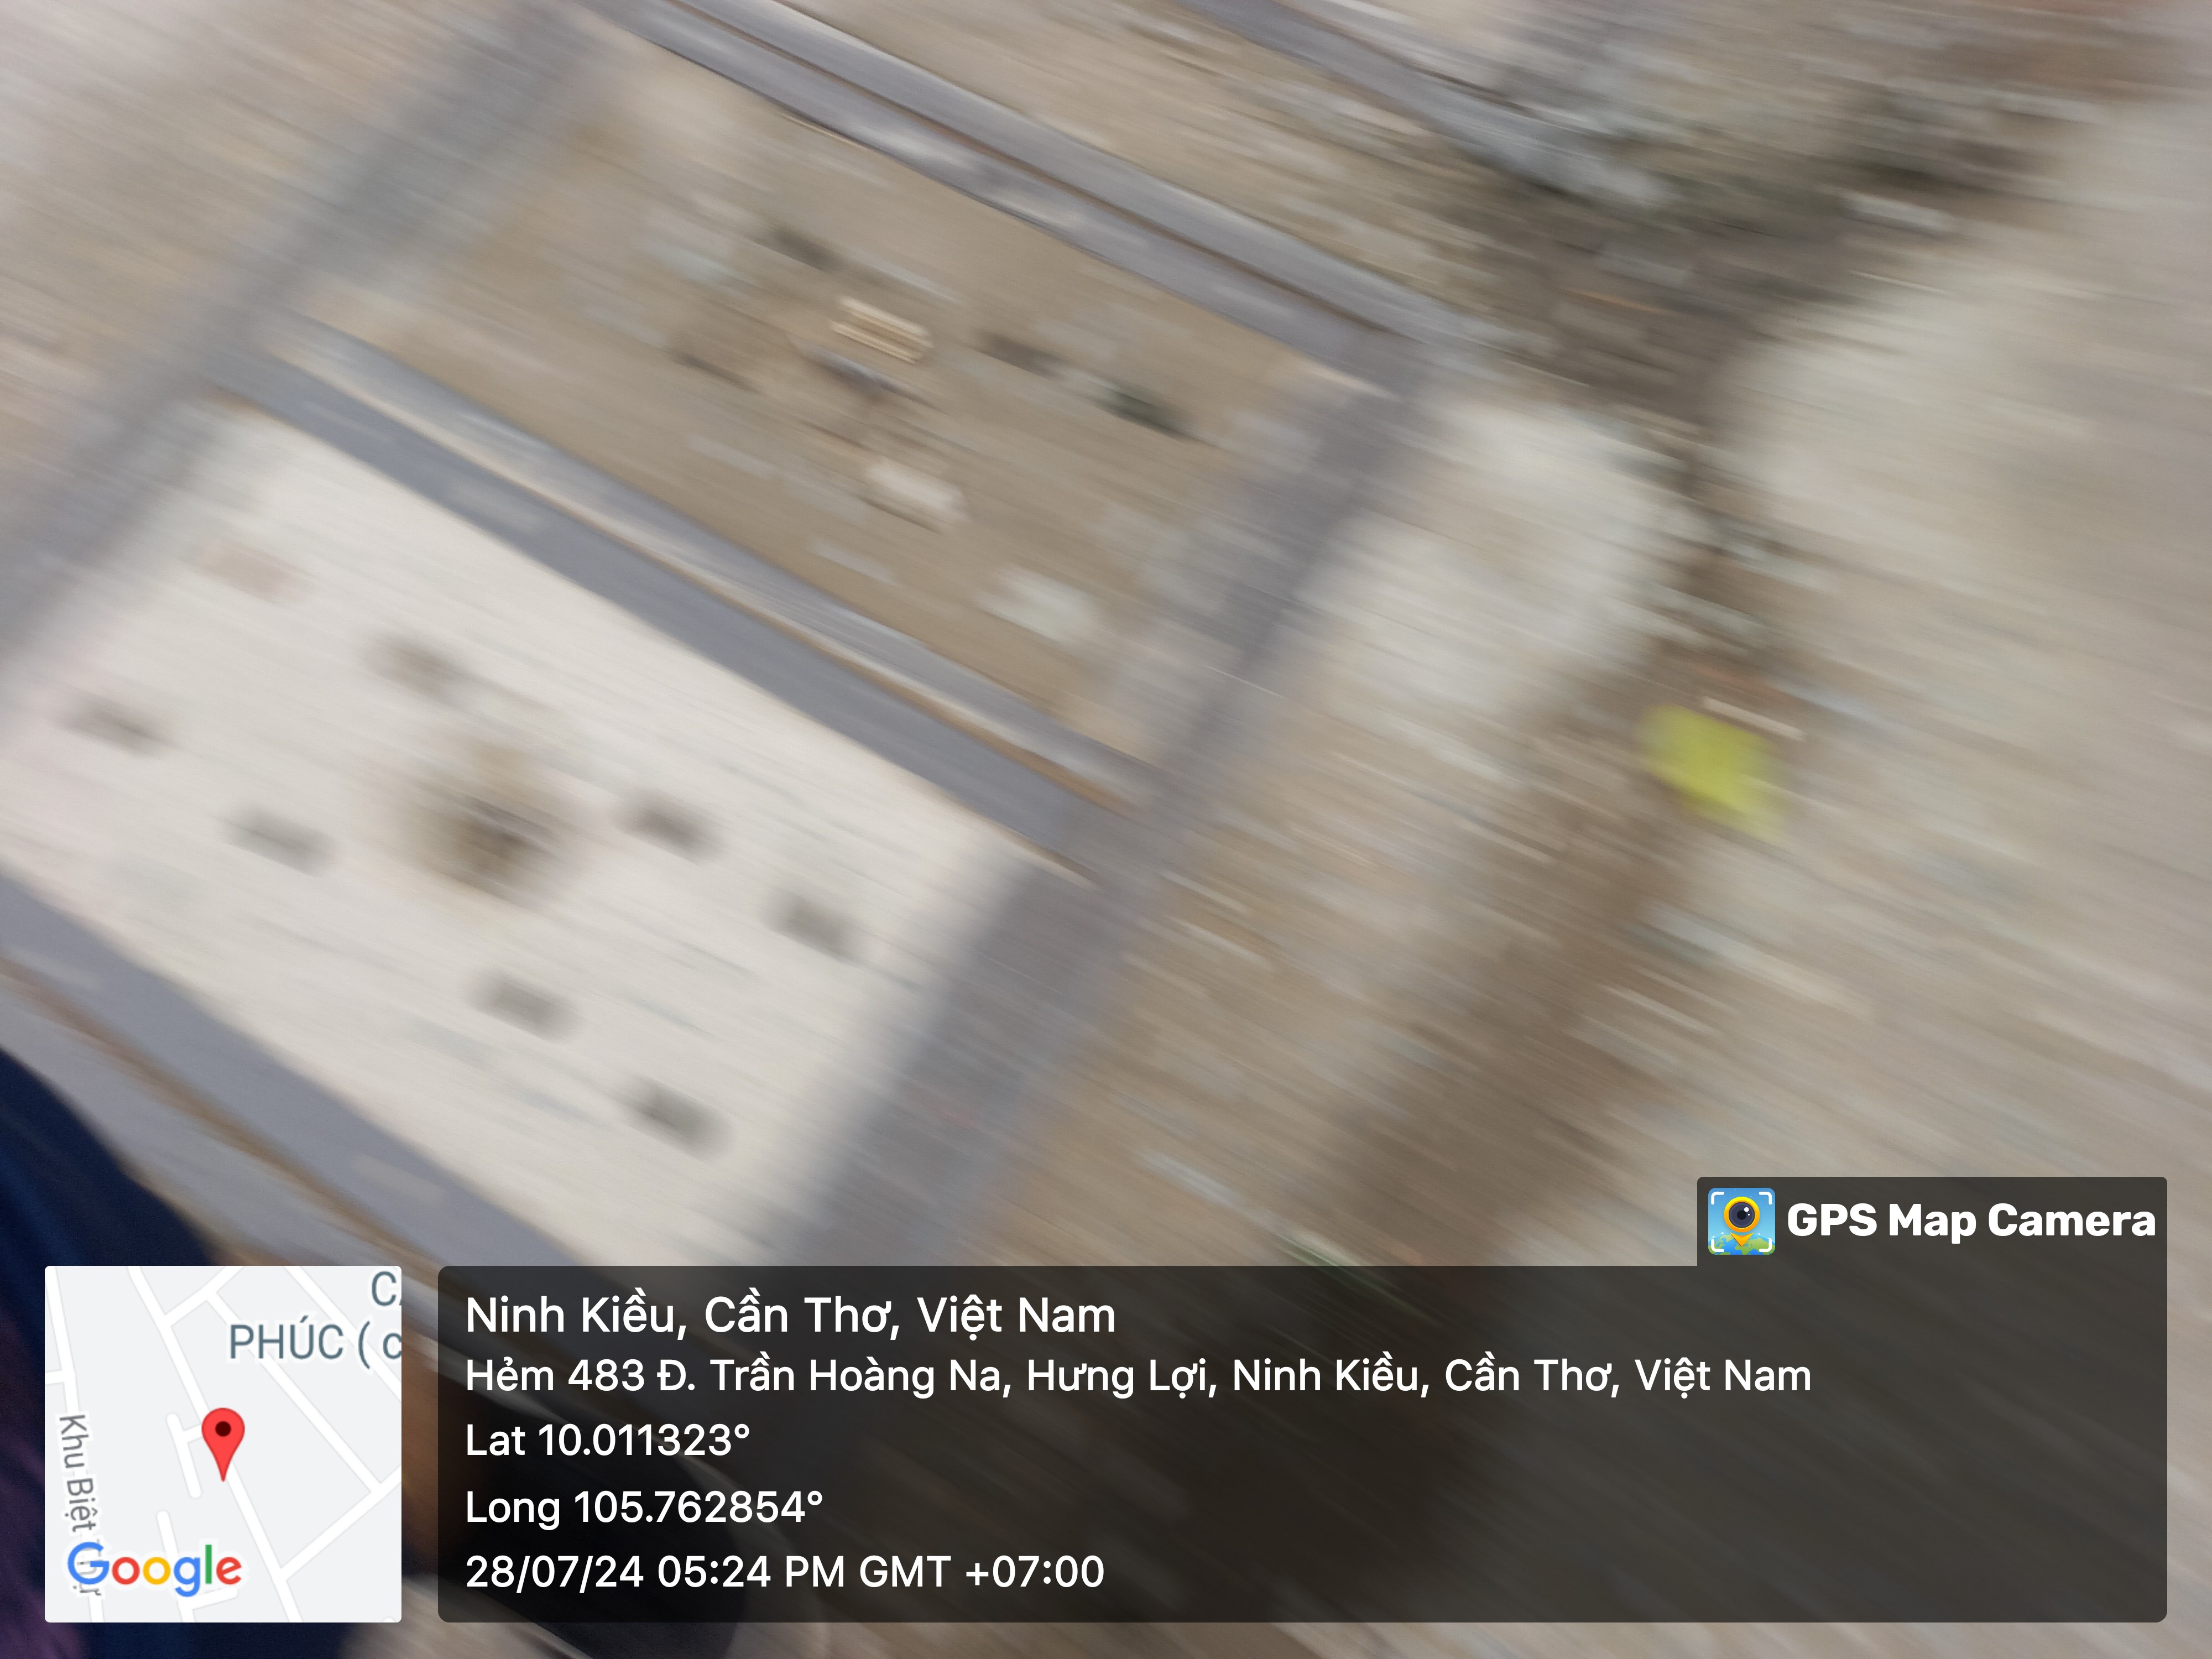 GPS Map Camera
Ninh Kiều, Cần Thơ, Việt Nam
Hẻm 483 Đ. Trần Hoàng Na, Hưng Lợi, Ninh Kiều, Cần Thơ, Việt Nam
Lat 10.011323°
Long 105.762854°
28/07/24 05:24 PM GMT +07:00
PHÚC (
Khu Biệt
Google